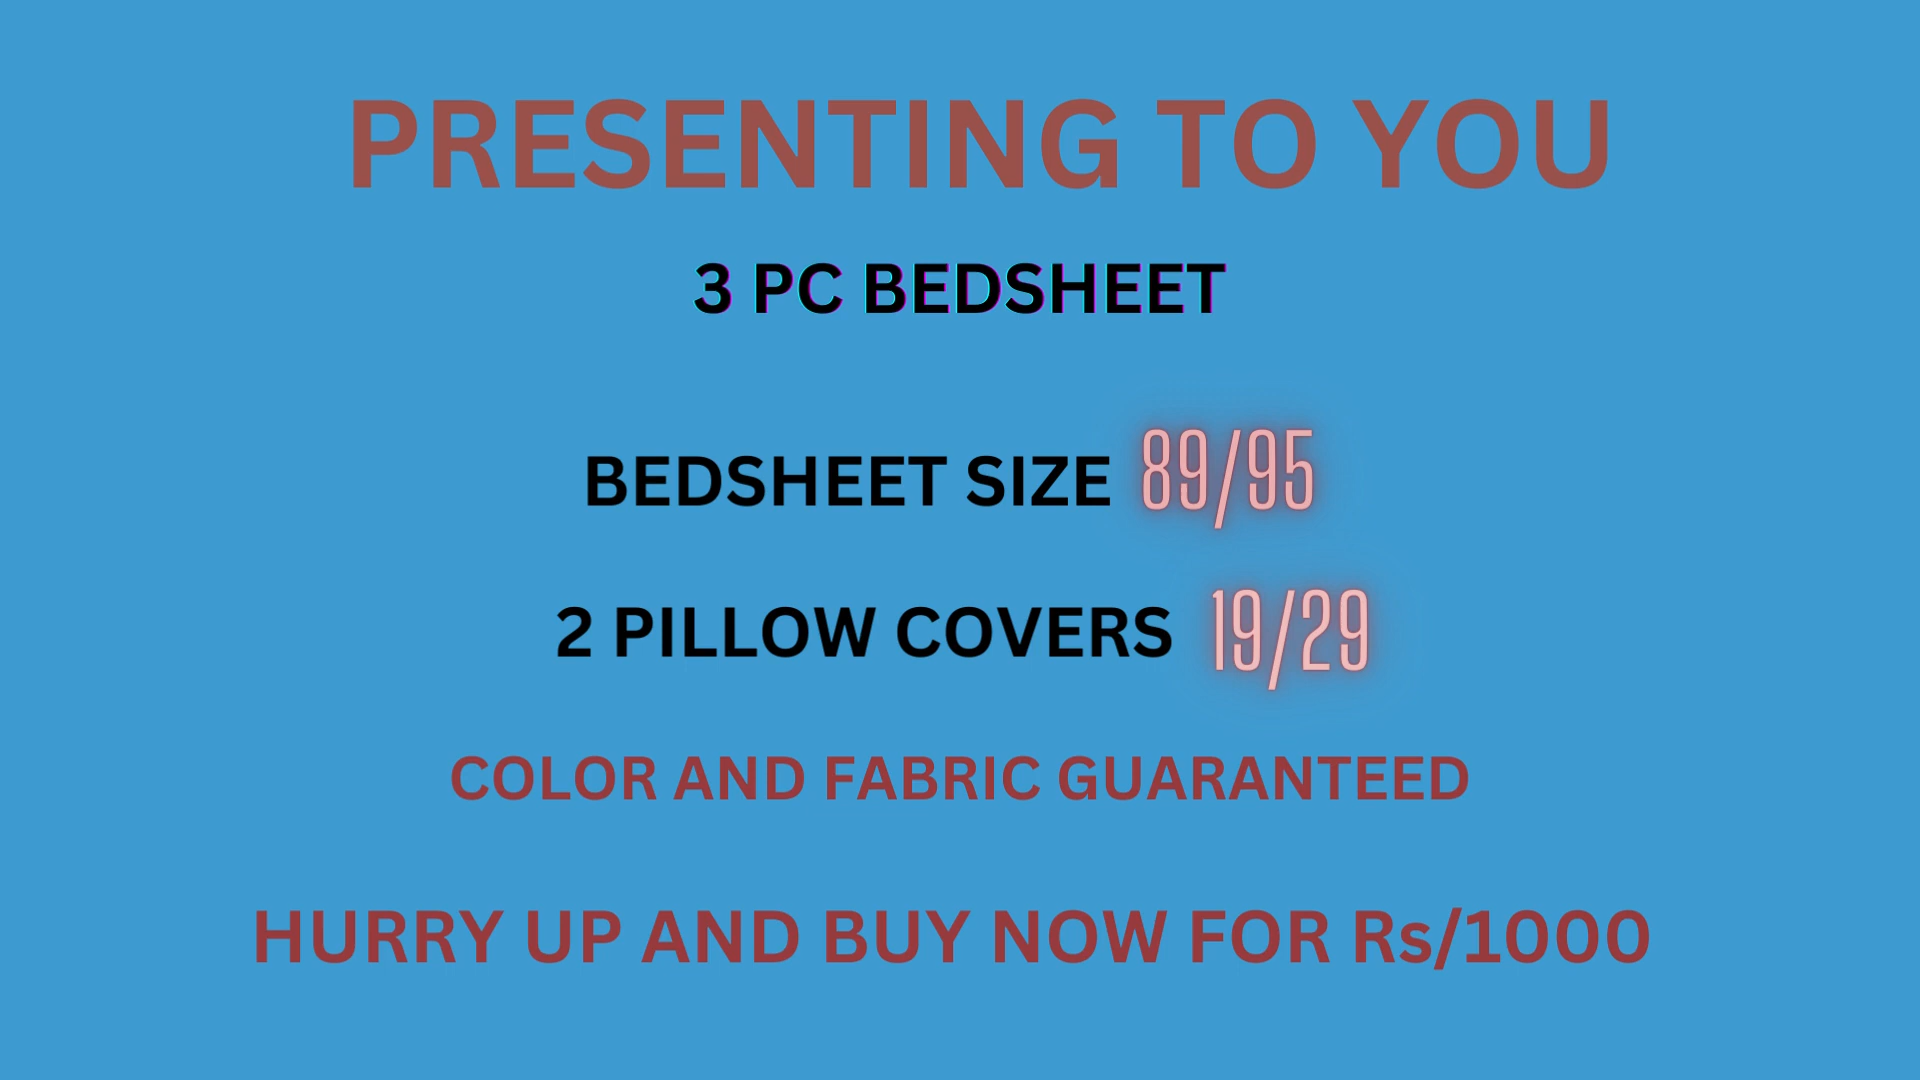 PRESENTING TO YOU
3 PC BEDSHEET
BEDSHEET SIZE 89/95
2 PILLOW COVERS 19/29
COLOR AND FABRIC GUARANTEED
HURRY UP AND BUY NOW FOR Rs/1000